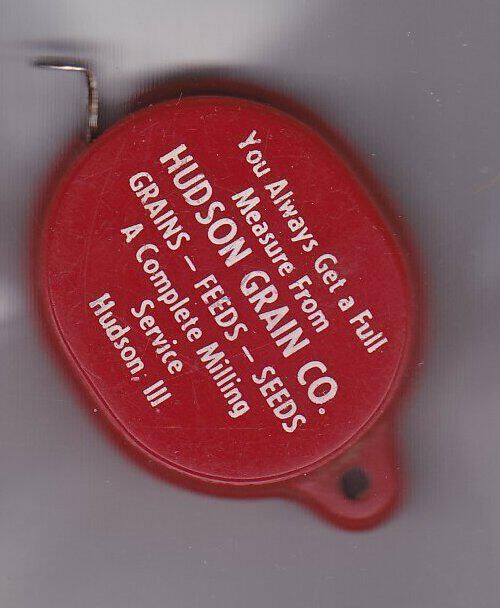 You Always Get a Full
Measure From
HUDSON GRAIN CO.
GRAINS – FEEDS – SEEDS
A Complete Milling
Service
Hudson, Ill